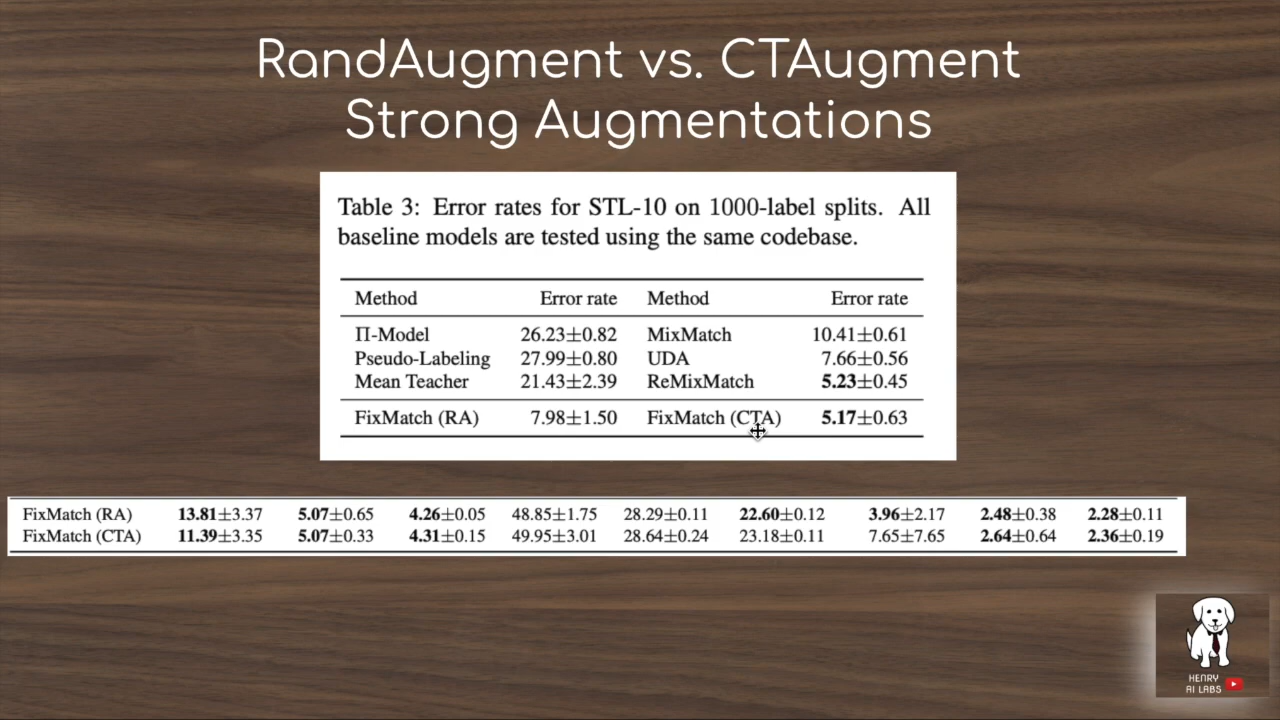 RandAugment vs. CTAugment
Strong Augmentations
Table 3: Error rates for STL-10 on 1000-label splits. All
baseline models are tested using the same codebase.
Method Error rate Method Error rate
Π-Model 26.23±0.82 MixMatch 10.41±0.61
Pseudo-Labeling 27.99±0.80 UDA 7.66±0.56
Mean Teacher 21.43±2.39 ReMixMatch 5.23±0.45
FixMatch (RA) 7.98±1.50 FixMatch (CTA) 5.17±0.63
FixMatch (RA) 13.81±3.37 5.07±0.65 4.26±0.05 48.85±1.75 28.29±0.11 22.60±0.12 3.96±2.17 2.48±0.38 2.28±0.11
FixMatch (CTA) 11.39±3.35 5.07±0.33 4.31±0.15 49.95±3.01 28.64±0.24 23.18±0.11 7.65±7.65 2.64±0.64 2.36±0.19
HENRY
AI LABS